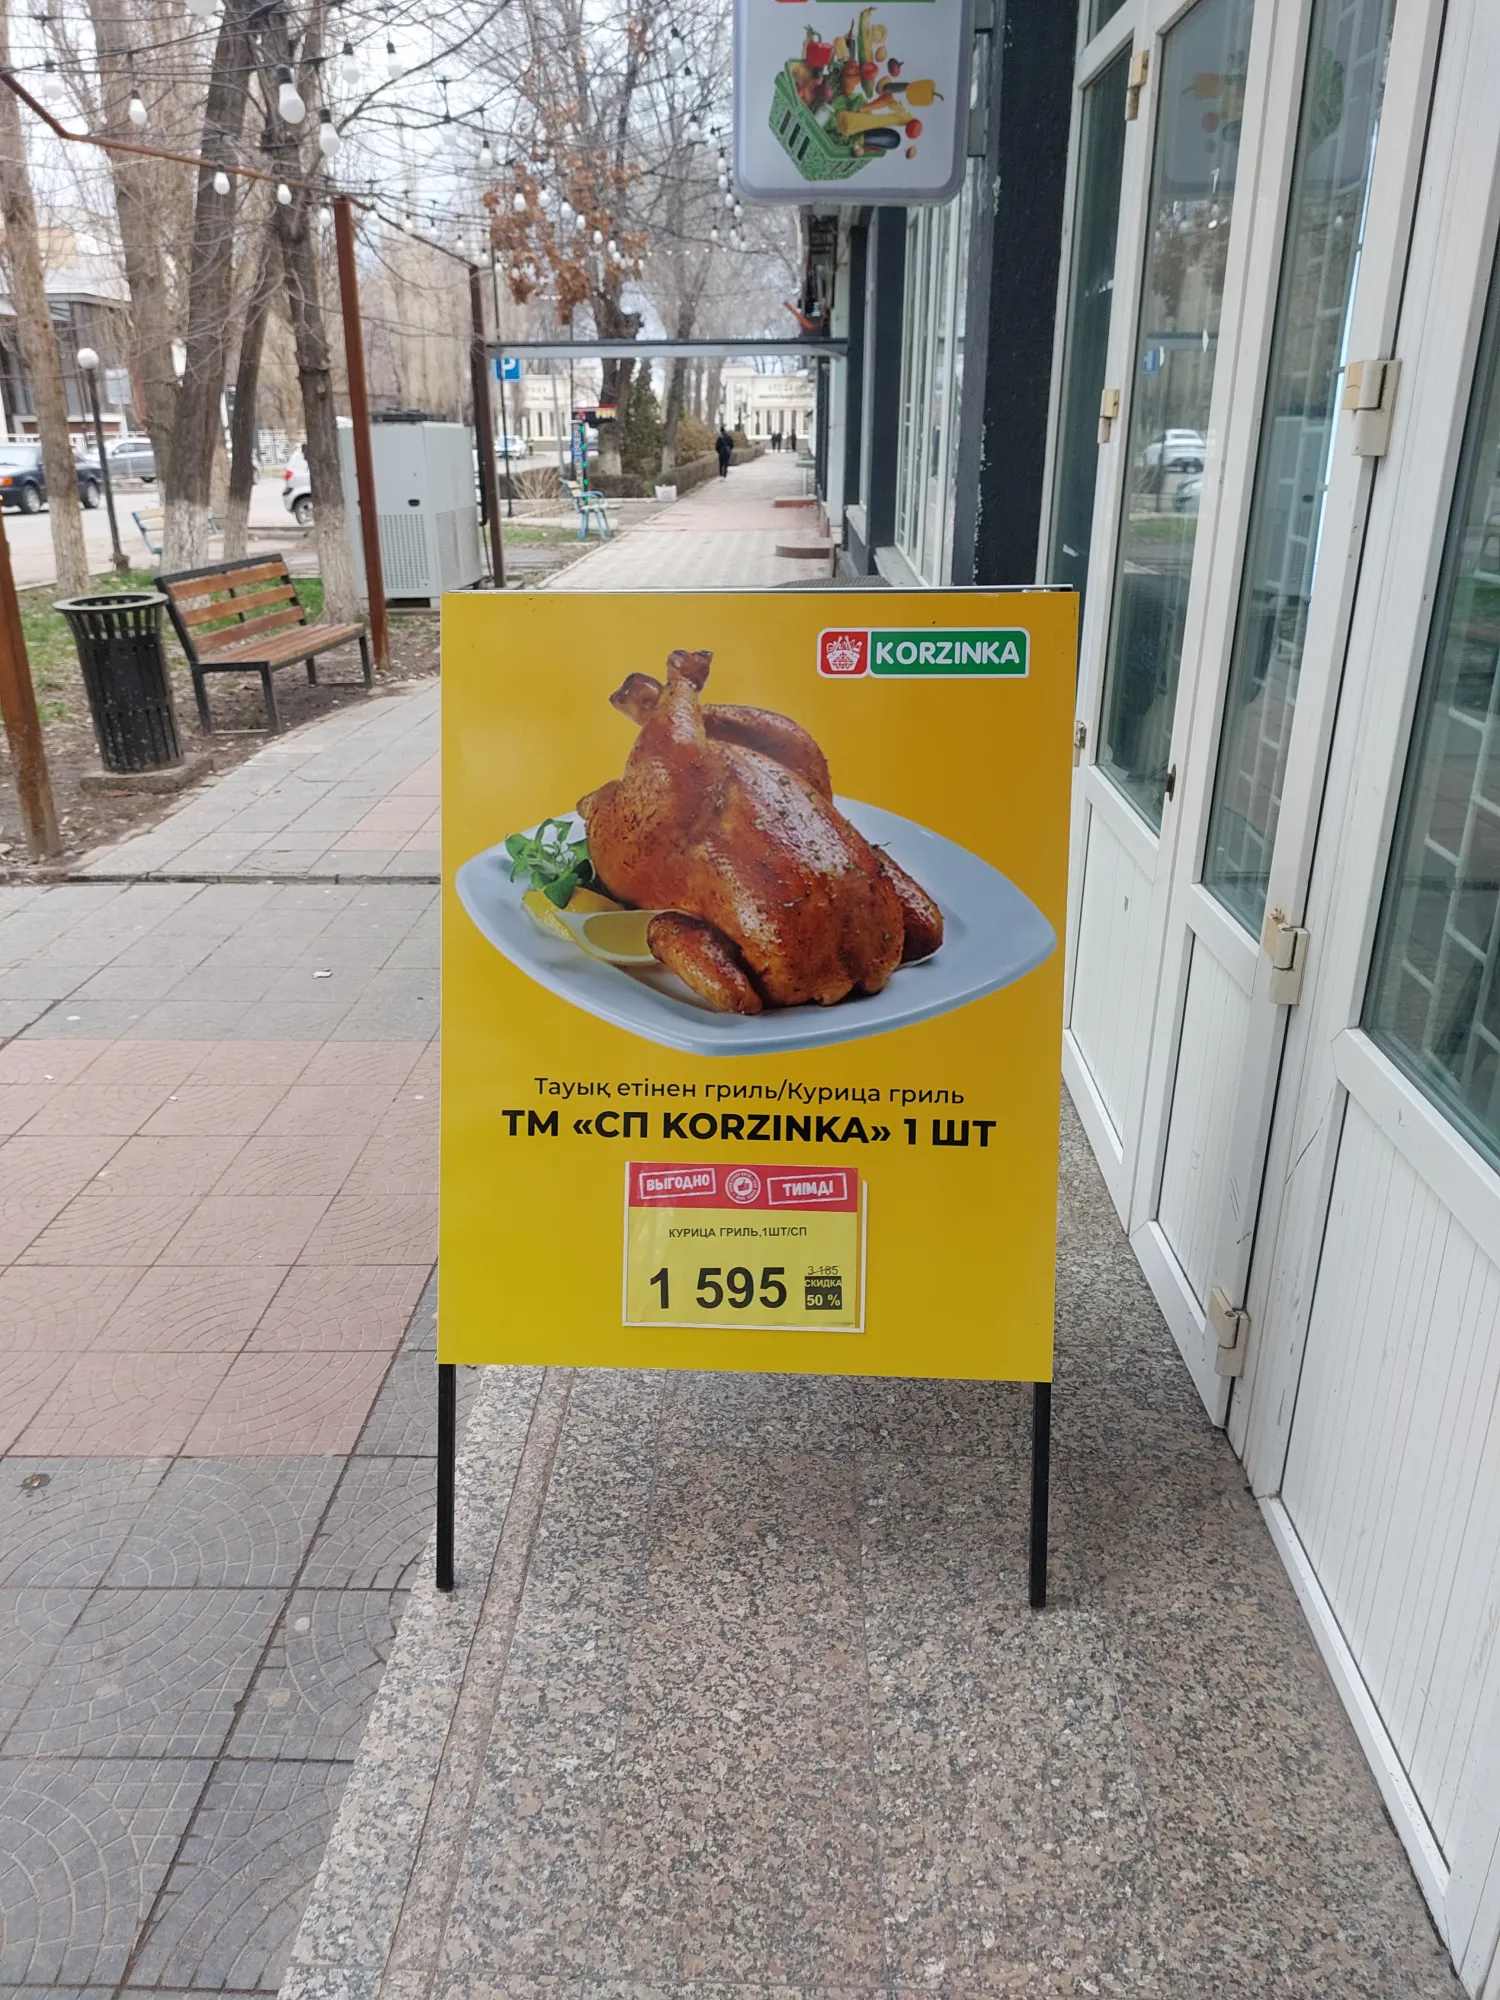 P
KORZINKA
Тауық етінен гриль/Курица гриль
ТМ «СП KORZINKA» 1 ШТ
ВЫГОДНО ТИІМДІ
КУРИЦА ГРИЛЬ,1ШТ/СП
3 185
СКИДКА
1 595 50 %